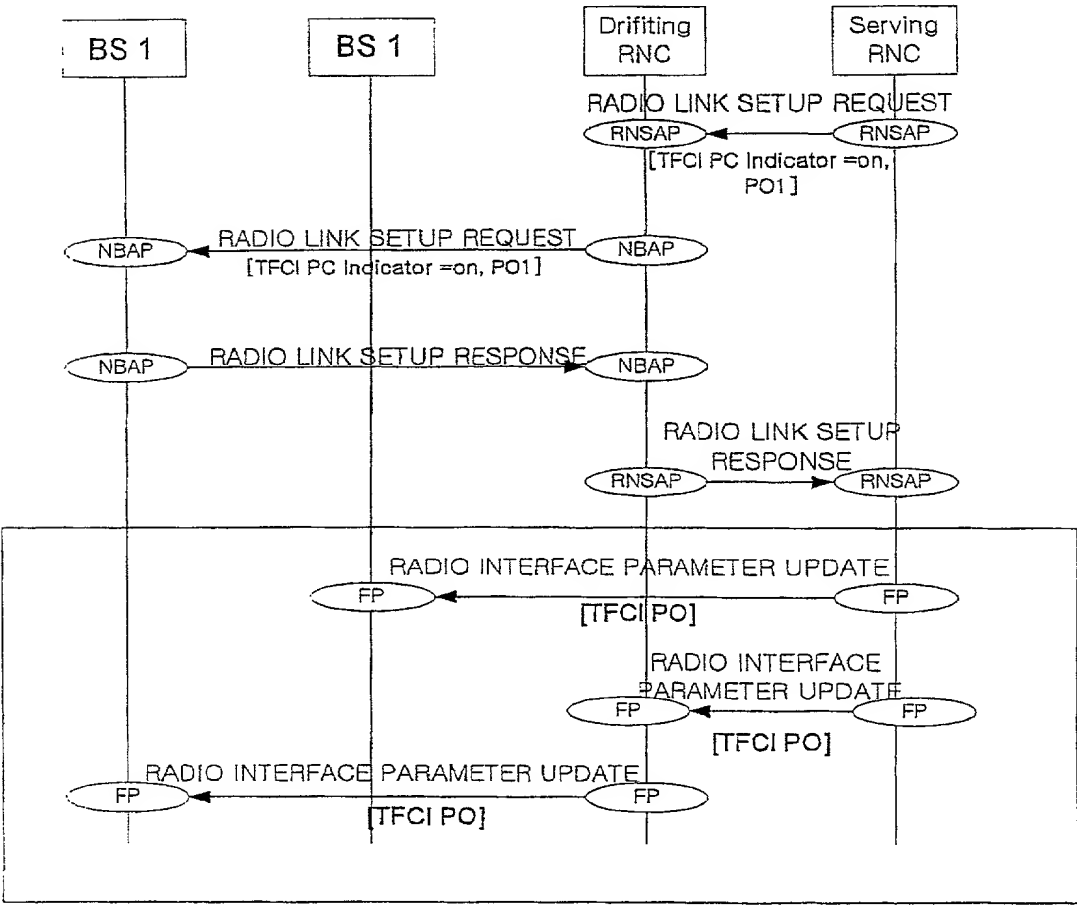 BS 1
BS 1
Drifiting
RNC
Serving
RNC
RADIO LINK SETUP REQUEST
RNSAP
RNSAP
[TFCI PC Indicator =on,
PO1]
RADIO LINK SETUP REQUEST
NBAP
NBAP
[TFCI PC Indicator =on, PO1]
RADIO LINK SETUP RESPONSE
NBAP
NBAP
RADIO LINK SETUP
RESPONSE
RNSAP
RNSAP
RADIO INTERFACE PARAMETER UPDATE
FP
FP
[TFCI PO]
RADIO INTERFACE
PARAMETER UPDATE
FP
FP
[TFCI PO]
RADIO INTERFACE PARAMETER UPDATE
FP
FP
[TFCI PO]